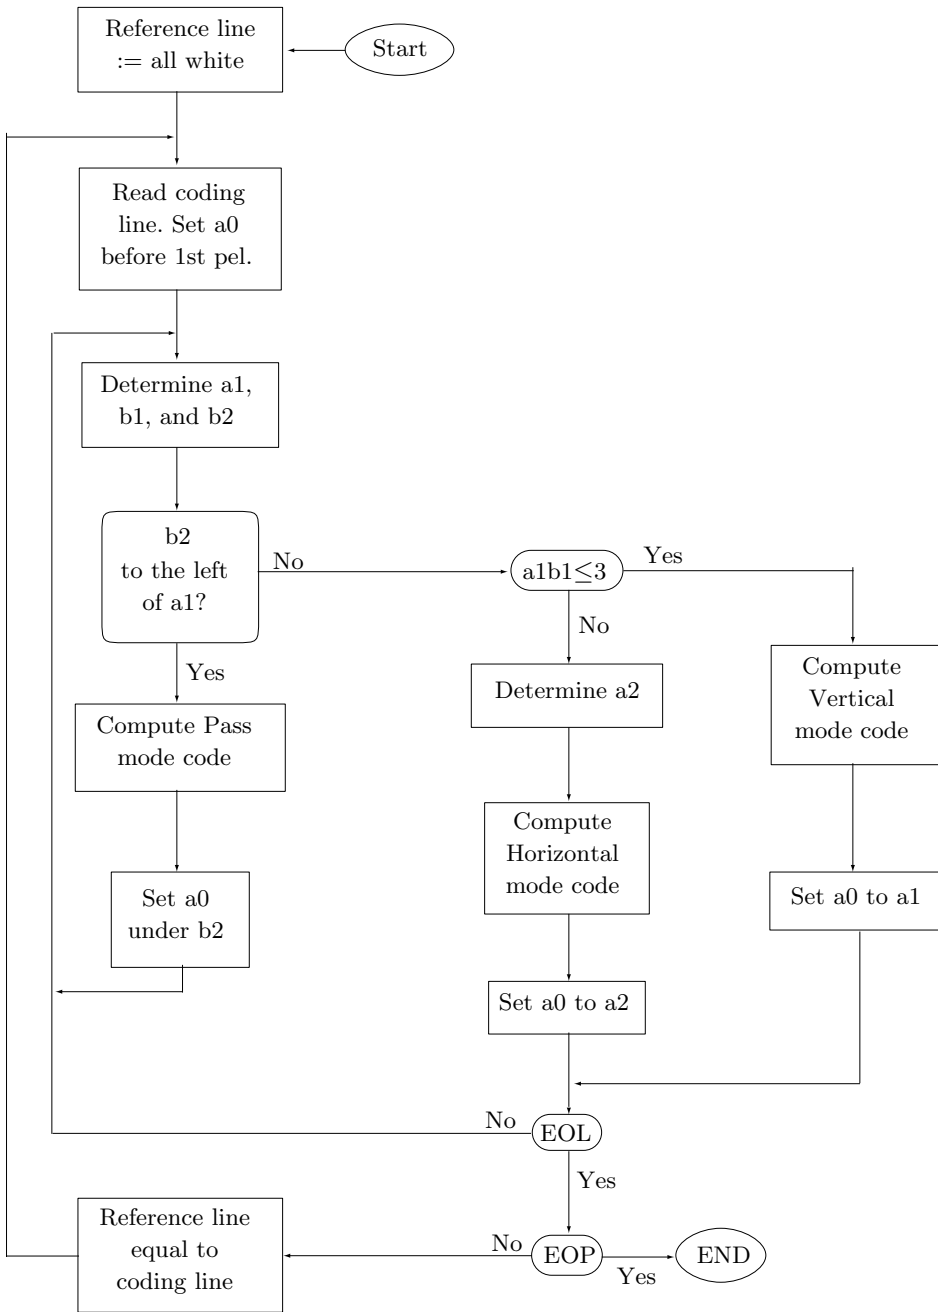 Reference line
:= all white
Start
Read coding
line. Set a0
before 1st pel.
Determine a1,
b1, and b2
b2
to the left
of a1?
No
a1b1≤3
Yes
No
Yes
Determine a2
Compute
Vertical
mode code
Compute Pass
mode code
Compute
Horizontal
mode code
Set a0
under b2
Set a0 to a1
Set a0 to a2
No
EOL
Yes
Reference line
equal to
coding line
No
EOP
Yes
END